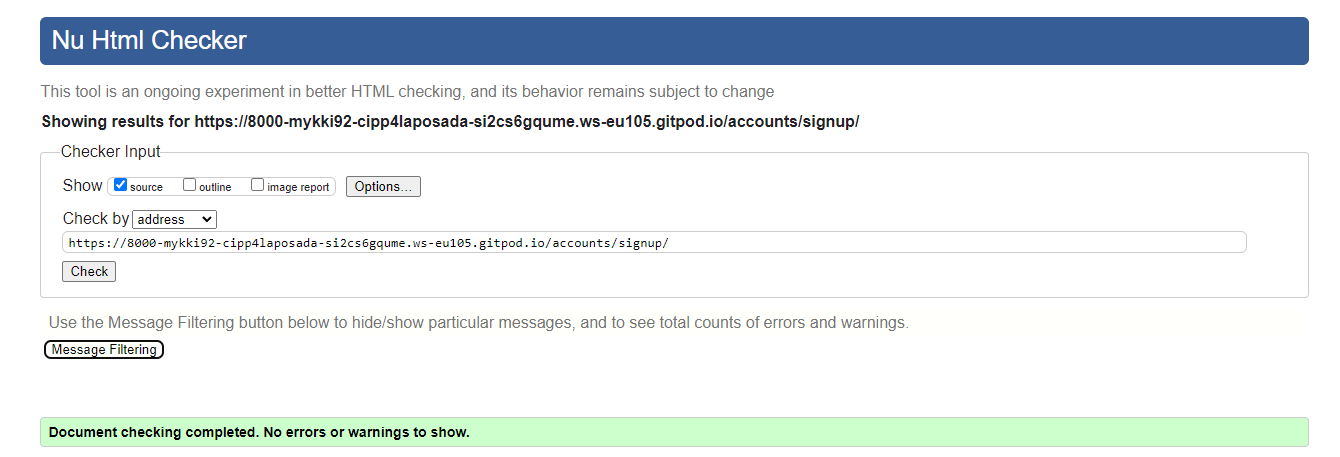 Nu Html Checker
This tool is an ongoing experiment in better HTML checking, and its behavior remains subject to change
Showing results for https://8000-mykki92-cipp4laposada-si2cs6gqume.ws-eu105.gitpod.io/accounts/signup/
Checker Input
Show source outline image report Options...
Check by address
https://8000-mykki92-cipp4laposada-si2cs6gqume.ws-eu105.gitpod.io/accounts/signup/
Check
Use the Message Filtering button below to hide/show particular messages, and to see total counts of errors and warnings.
Message Filtering
Document checking completed. No errors or warnings to show.